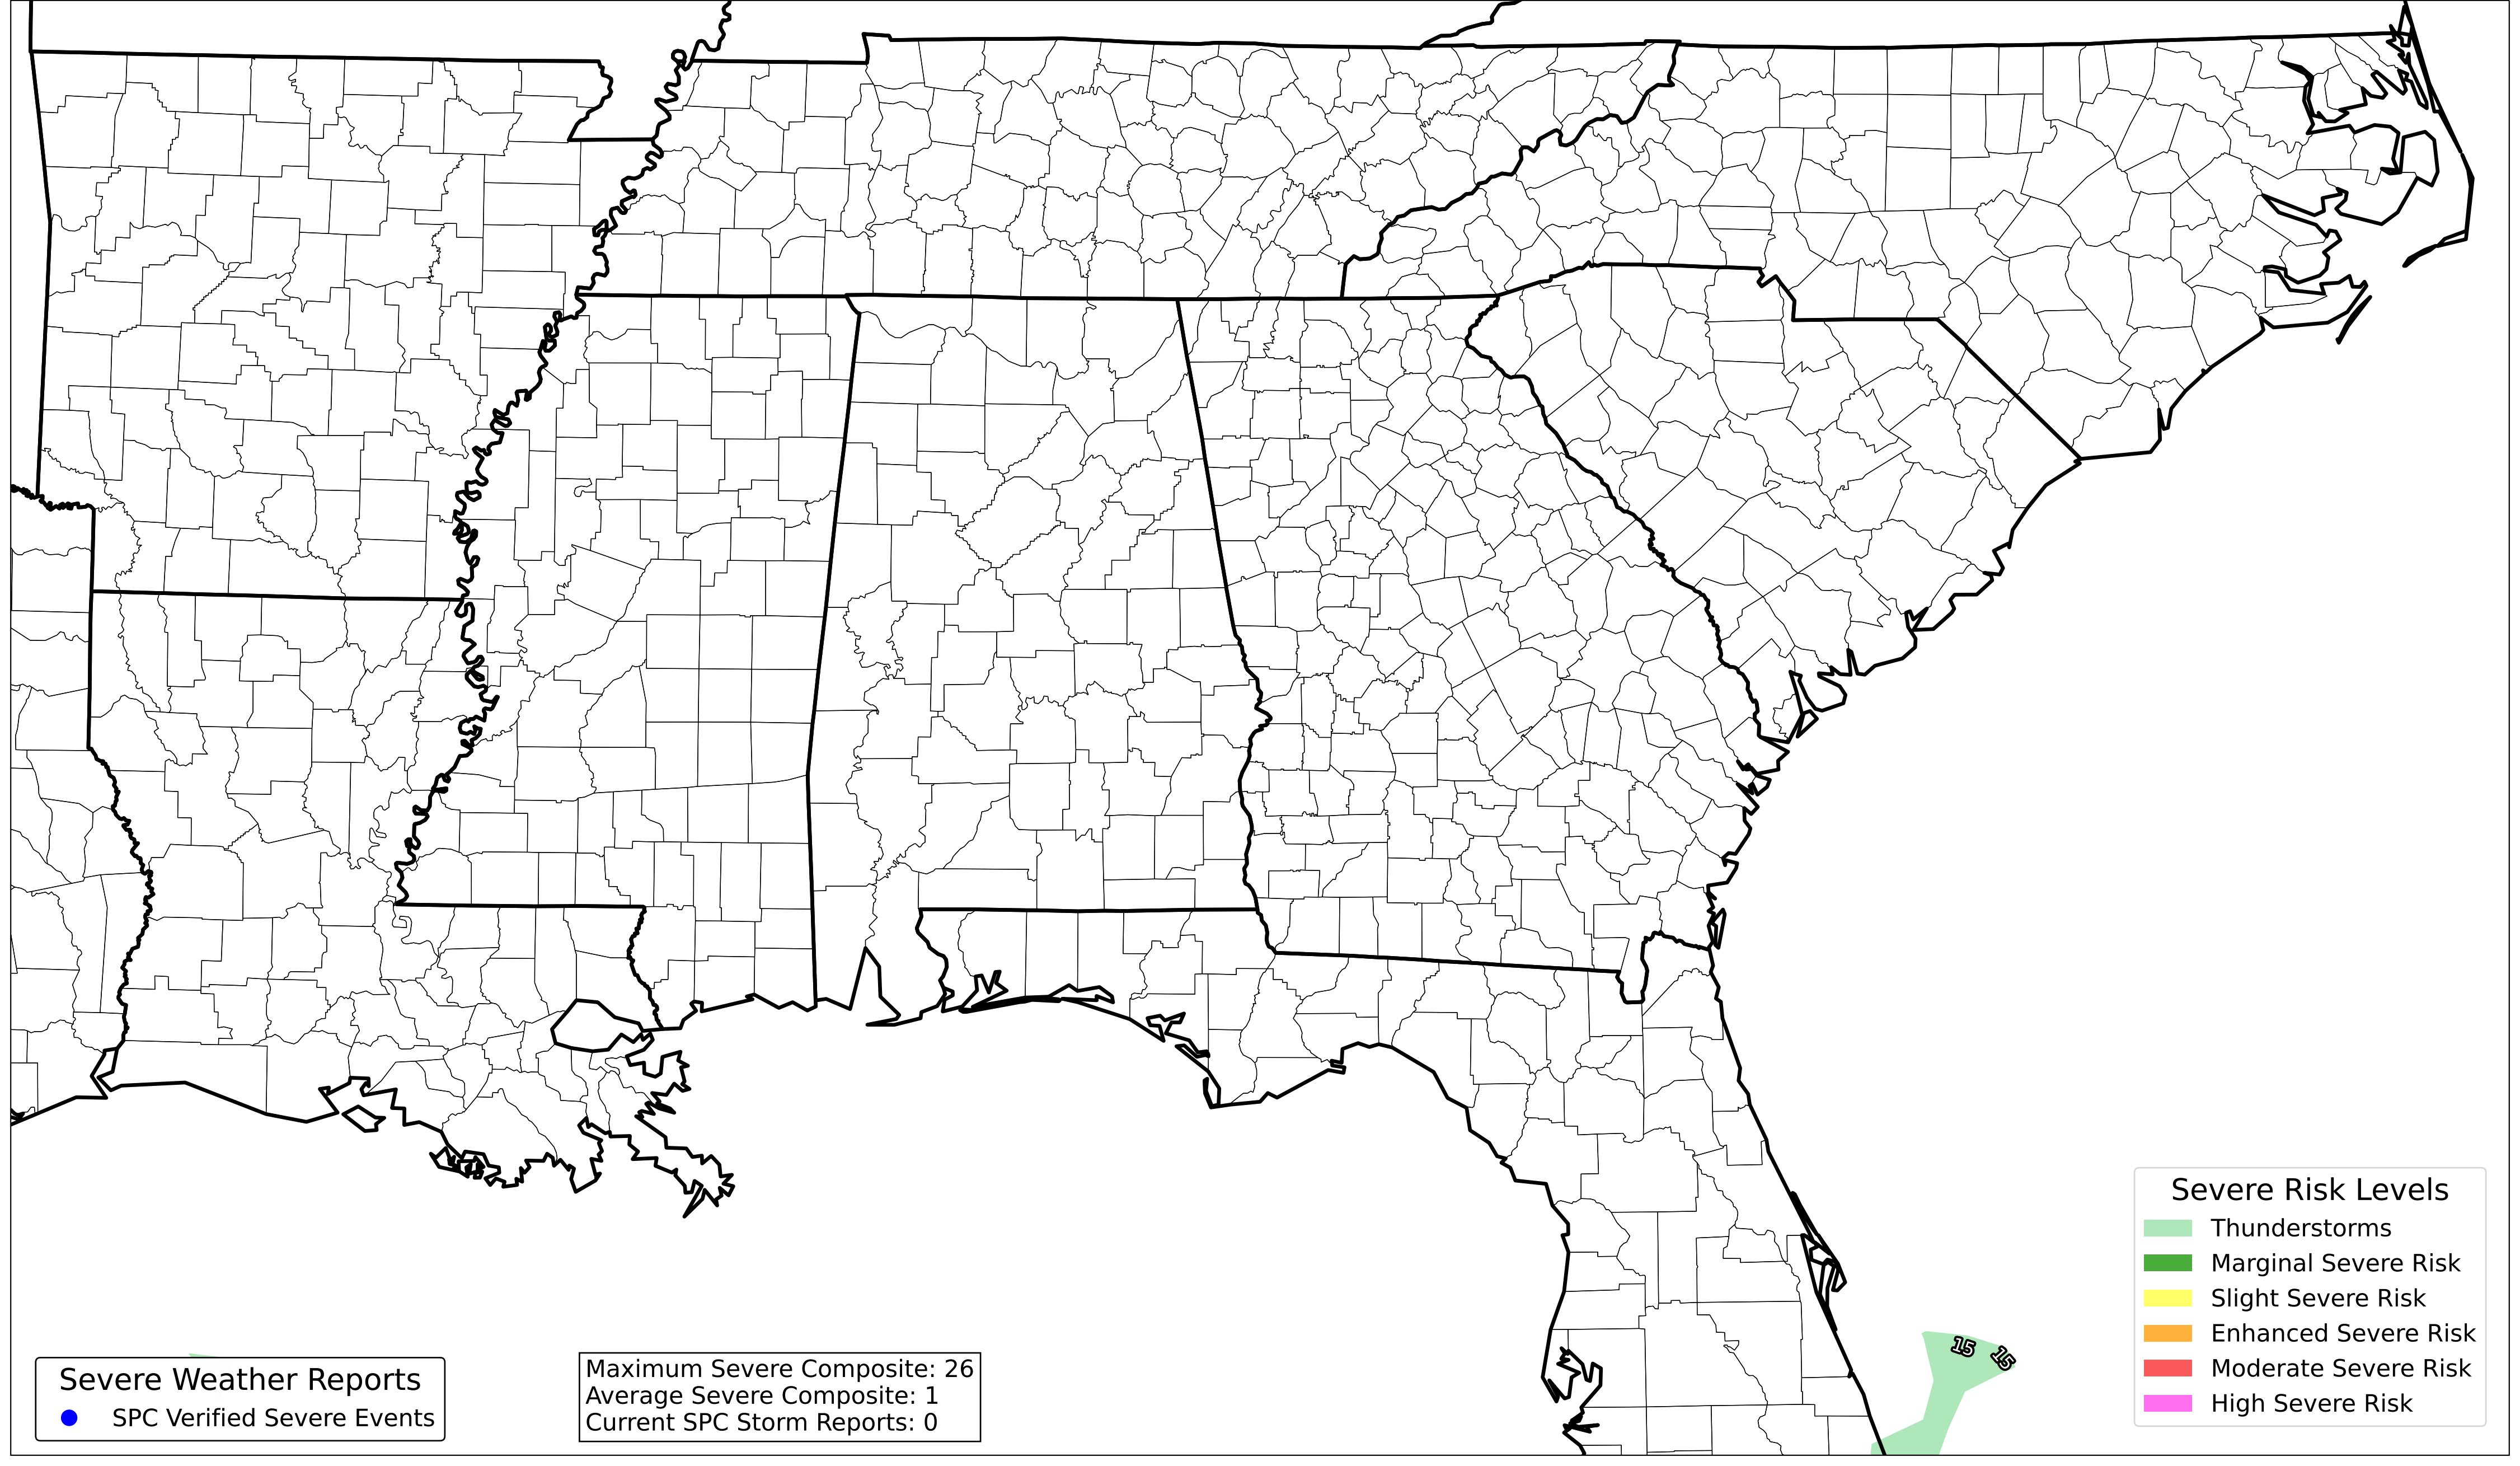 Severe Risk Levels
Thunderstorms
Marginal Severe Risk
Slight Severe Risk
Enhanced Severe Risk
Moderate Severe Risk
High Severe Risk
15
15
Severe Weather Reports
SPC Verified Severe Events
Maximum Severe Composite: 26
Average Severe Composite: 1
Current SPC Storm Reports: 0